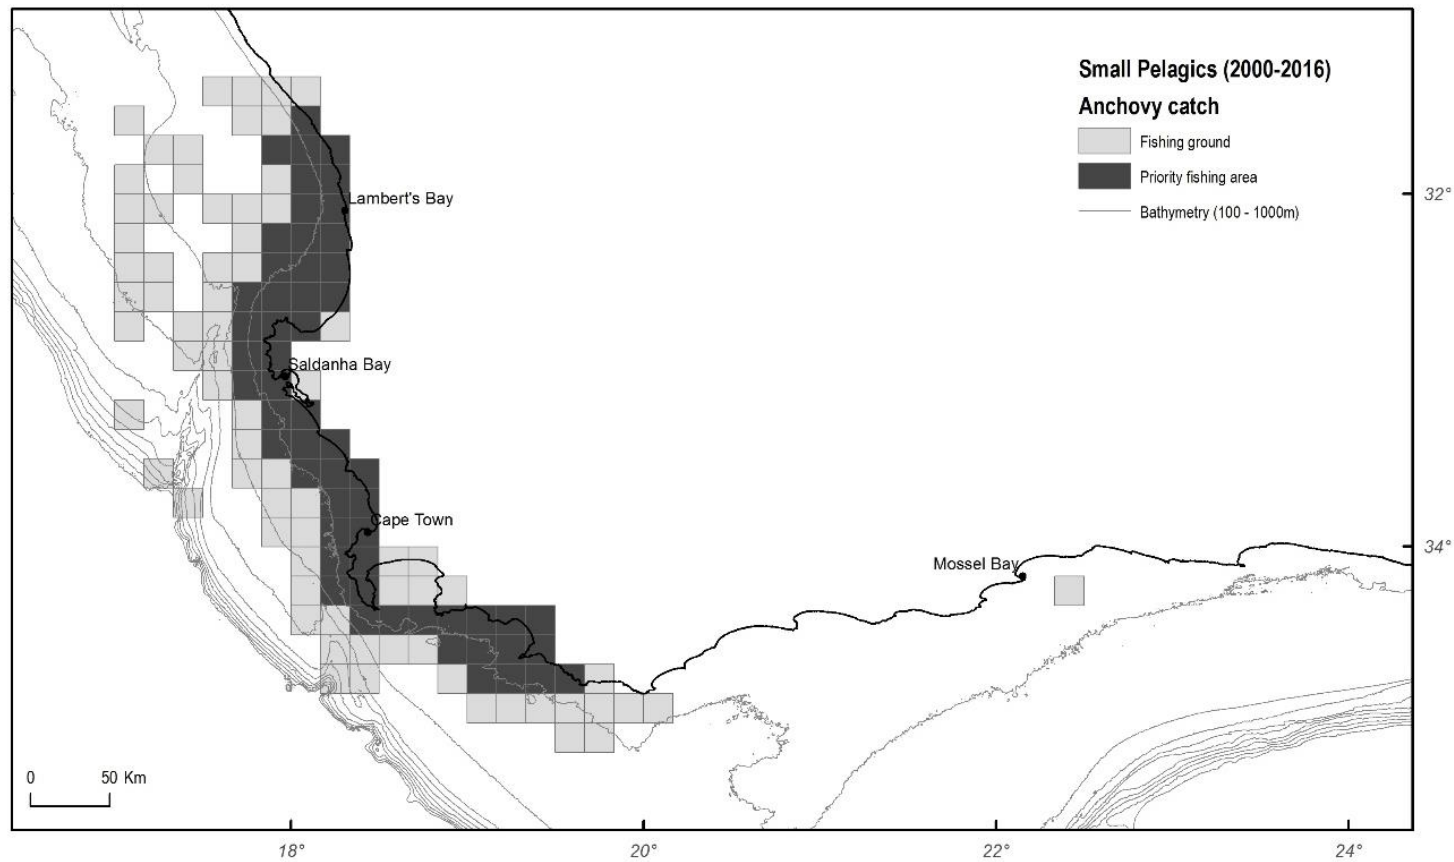 Small Pelagics (2000-2016)
Anchovy catch
Fishing ground
Priority fishing area
Bathymetry (100 - 1000m)
32°
Lambert's Bay
Saldanha Bay
Cape Town
34°
Mossel Bay
0 50 Km
18° 20° 22° 24°